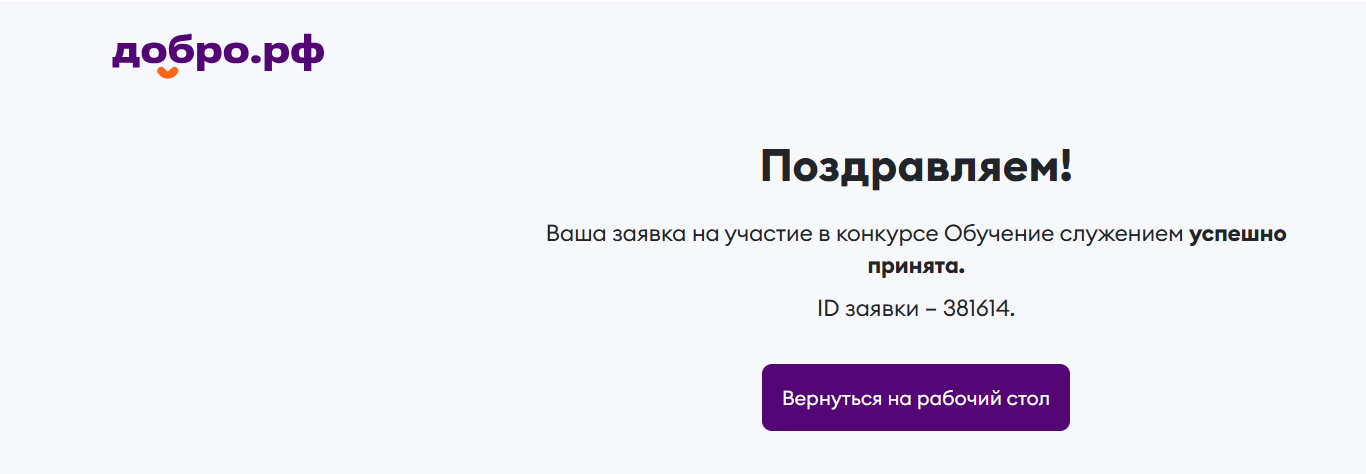 добро.рф
Поздравляем!
Ваша заявка на участие в конкурсе Обучение служением успешно
принята.
ID заявки – 381614.
Вернуться на рабочий стол